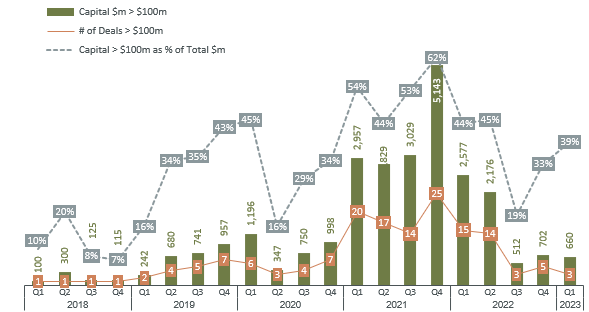 Capital $m > $100m
# of Deals > $100m
Capital > $100m as % of Total $m
10% 20% 8% 7% 16% 34% 35% 43% 45% 16% 29% 34% 54% 44% 53% 62% 44% 45% 19% 33% 39%
100 300 125 115 242 680 741 957 1,196 347 750 998 2,957 829 3,029 5,143 2,577 2,176 512 702 660
1 1 1 1 2 4 5 7 6 3 4 7 20 17 14 25 15 14 3 5 3
Q1 Q2 Q3 Q4 Q1 Q2 Q3 Q4 Q1 Q2 Q3 Q4 Q1 Q2 Q3 Q4 Q1 Q2 Q3 Q4 Q1
2018 2019 2020 2021 2022 2023